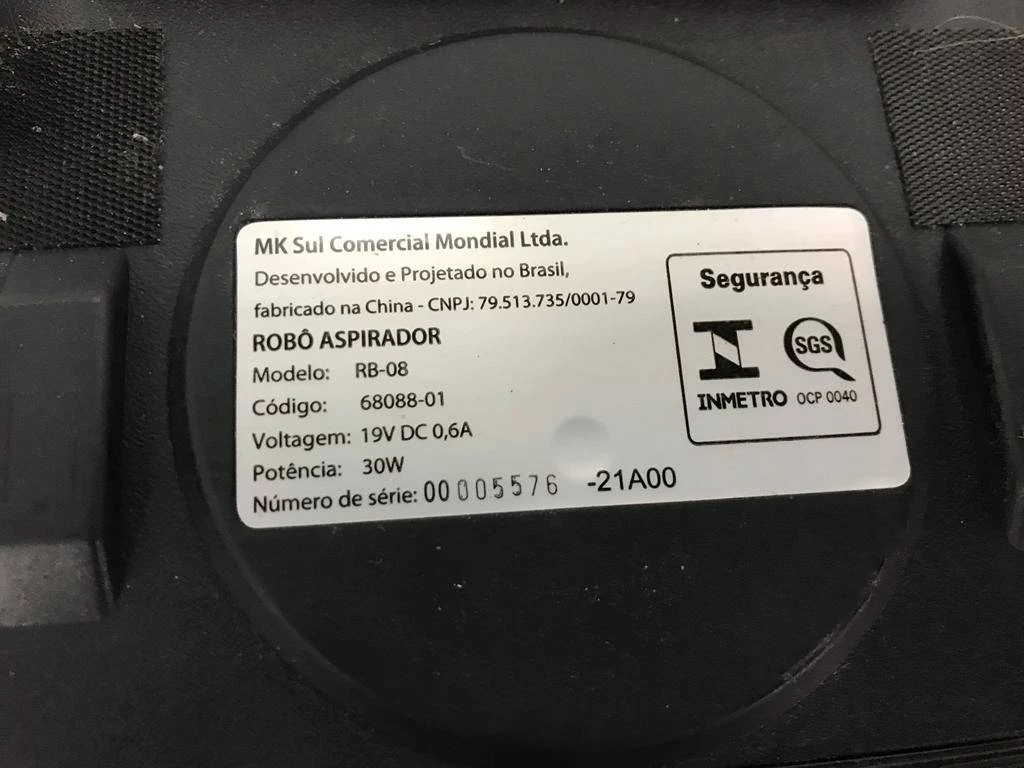 MK Sul Comercial Mondial Ltda.
Desenvolvido e Projetado no Brasil,
fabricado na China - CNPJ: 79.513.735/0001-79
ROBÔ ASPIRADOR
Modelo: RB-08
Código: 68088-01
Voltagem: 19V DC 0,6A
Potência: 30W
Número de série: 00 005576 -21A00
Segurança
SGS
INMETRO OCP 0040